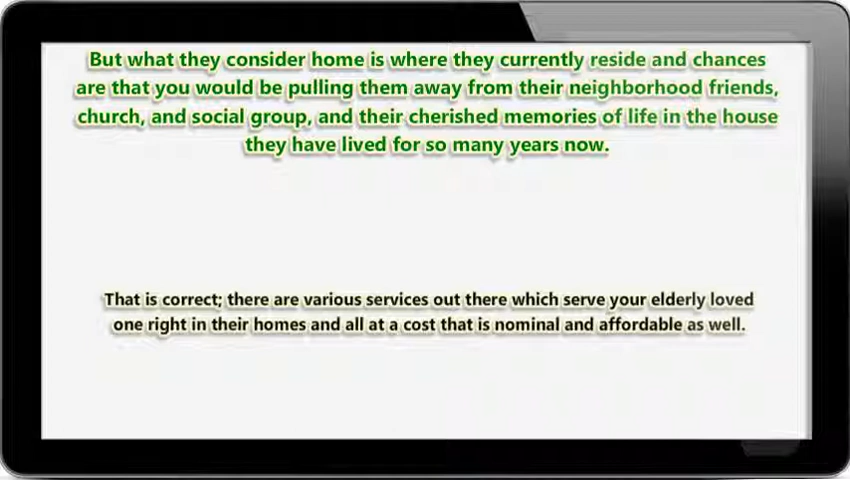 But what they consider home is where they currently reside and chances
are that you would be pulling them away from their neighborhood friends,
church, and social group, and their cherished memories of life in the house
they have lived for so many years now.
That is correct; there are various services out there which serve your elderly loved
one right in their homes and all at a cost that is nominal and affordable as well.